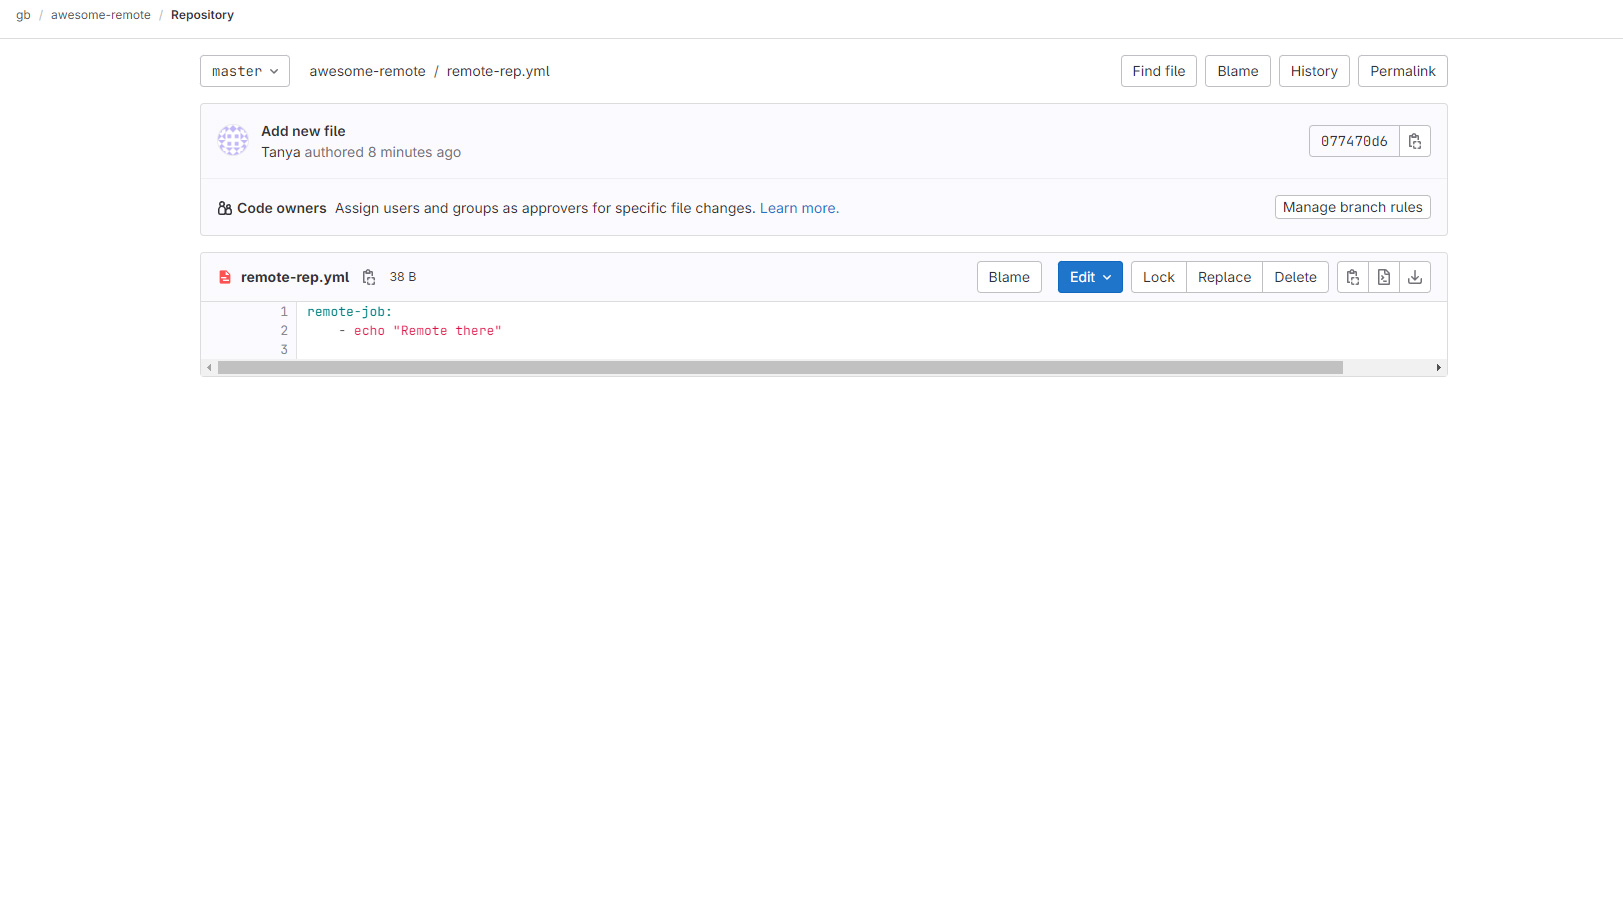 gb / awesome-remote / Repository
master awesome-remote / remote-rep.yml Find file Blame History Permalink
Add new file
Tanya authored 8 minutes ago
077470d6
Code owners Assign users and groups as approvers for specific file changes. Learn more. Manage branch rules
remote-rep.yml 38 B Blame Edit Lock Replace Delete
1 remote-job:
2     - echo "Remote there"
3